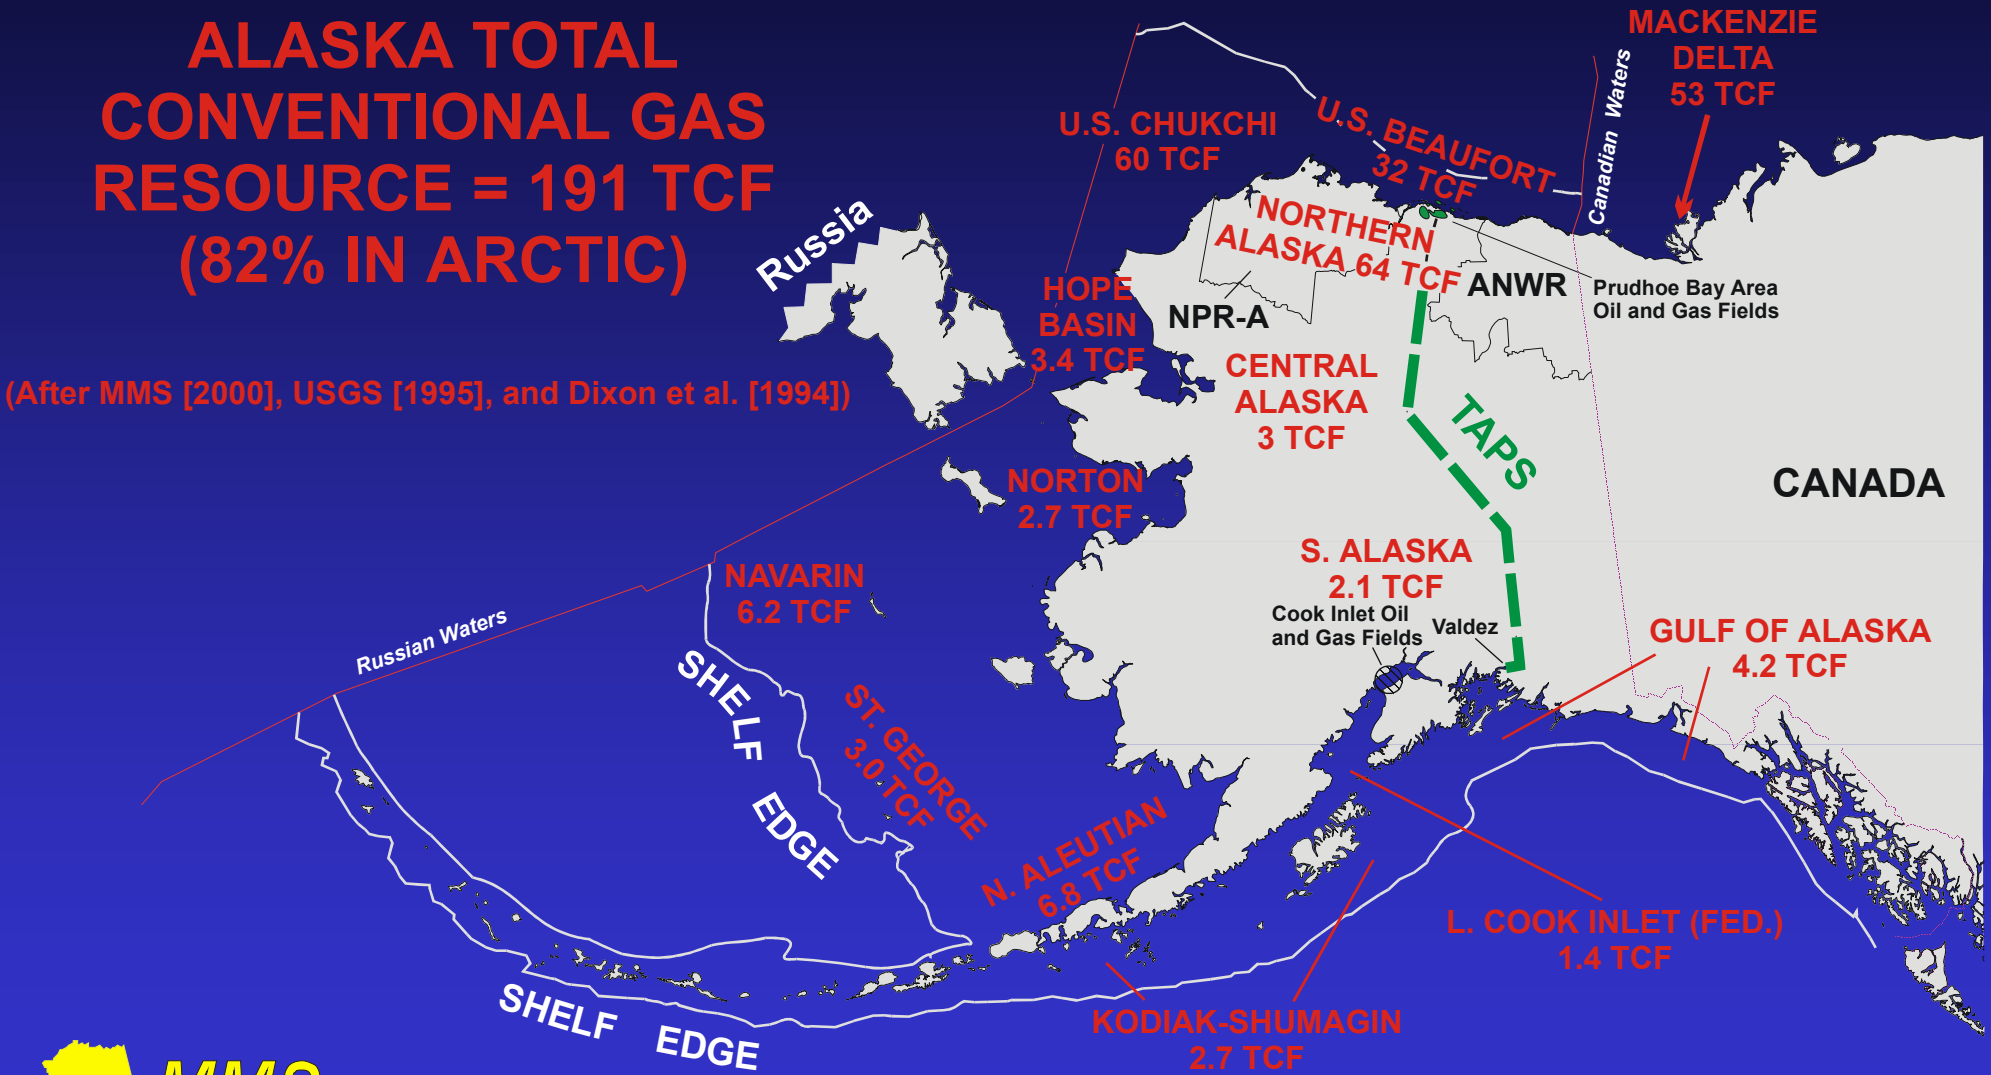 ALASKA TOTAL
CONVENTIONAL GAS
RESOURCE = 191 TCF
(82% IN ARCTIC)
(After MMS [2000], USGS [1995], and Dixon et al. [1994])
MACKENZIE
DELTA
53 TCF
Canadian Waters
U.S. CHUKCHI
60 TCF
U.S. BEAUFORT
32 TCF
Russia
NORTHERN
ALASKA 64 TCF
HOPE
BASIN
3.4 TCF
NPR-A
ANWR
Prudhoe Bay Area
Oil and Gas Fields
CENTRAL
ALASKA
3 TCF
TAPS
CANADA
NORTON
2.7 TCF
NAVARIN
6.2 TCF
Russian Waters
S. ALASKA
2.1 TCF
Cook Inlet Oil
and Gas Fields
Valdez
GULF OF ALASKA
4.2 TCF
SHELF EDGE
ST. GEORGE
3.0 TCF
N. ALEUTIAN
6.8 TCF
L. COOK INLET (FED.)
1.4 TCF
SHELF EDGE
KODIAK-SHUMAGIN
2.7 TCF
MMS